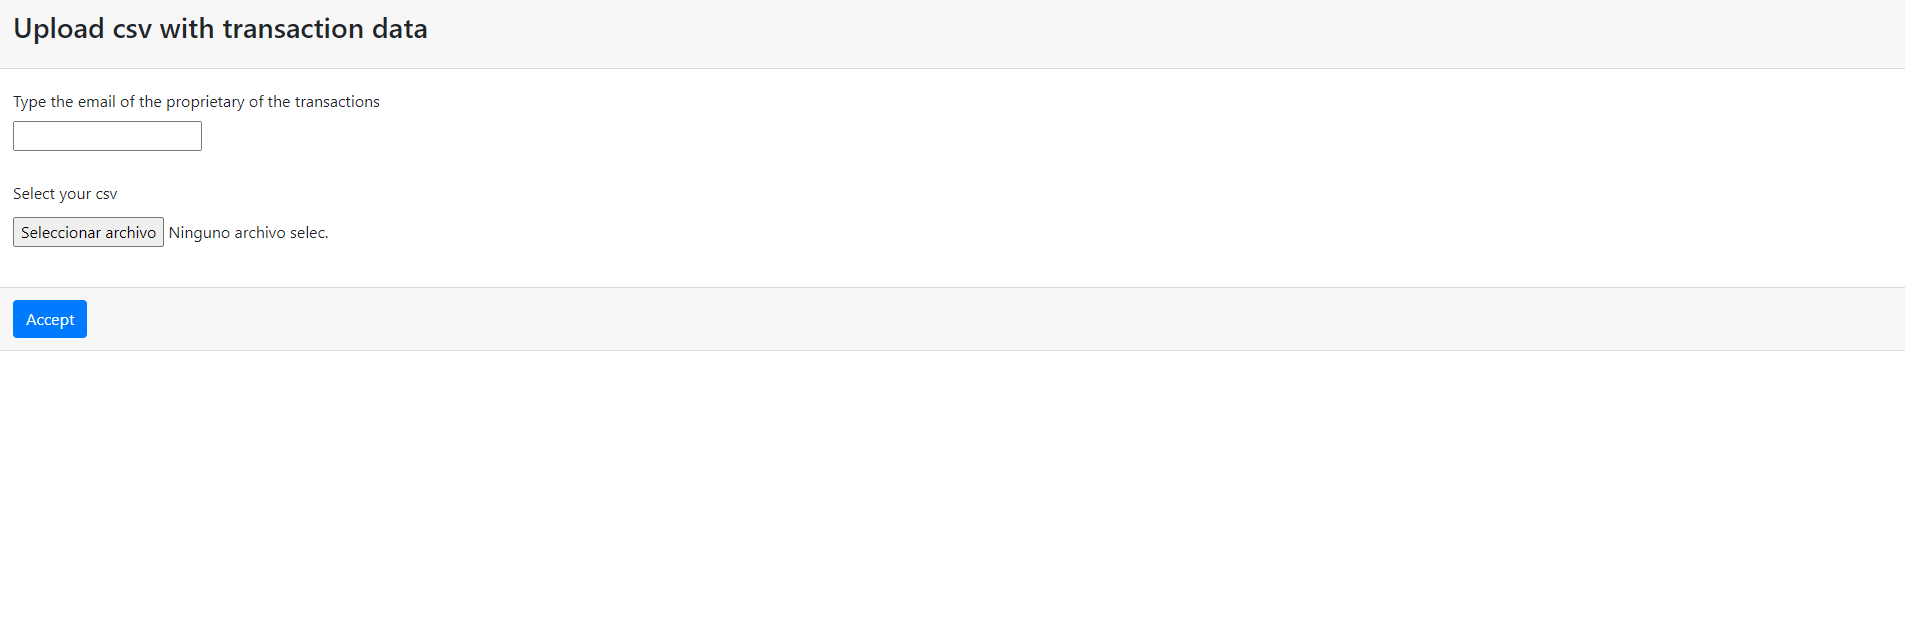 Upload csv with transaction data
Type the email of the proprietary of the transactions
Select your csv
Seleccionar archivo Ninguno archivo selec.
Accept